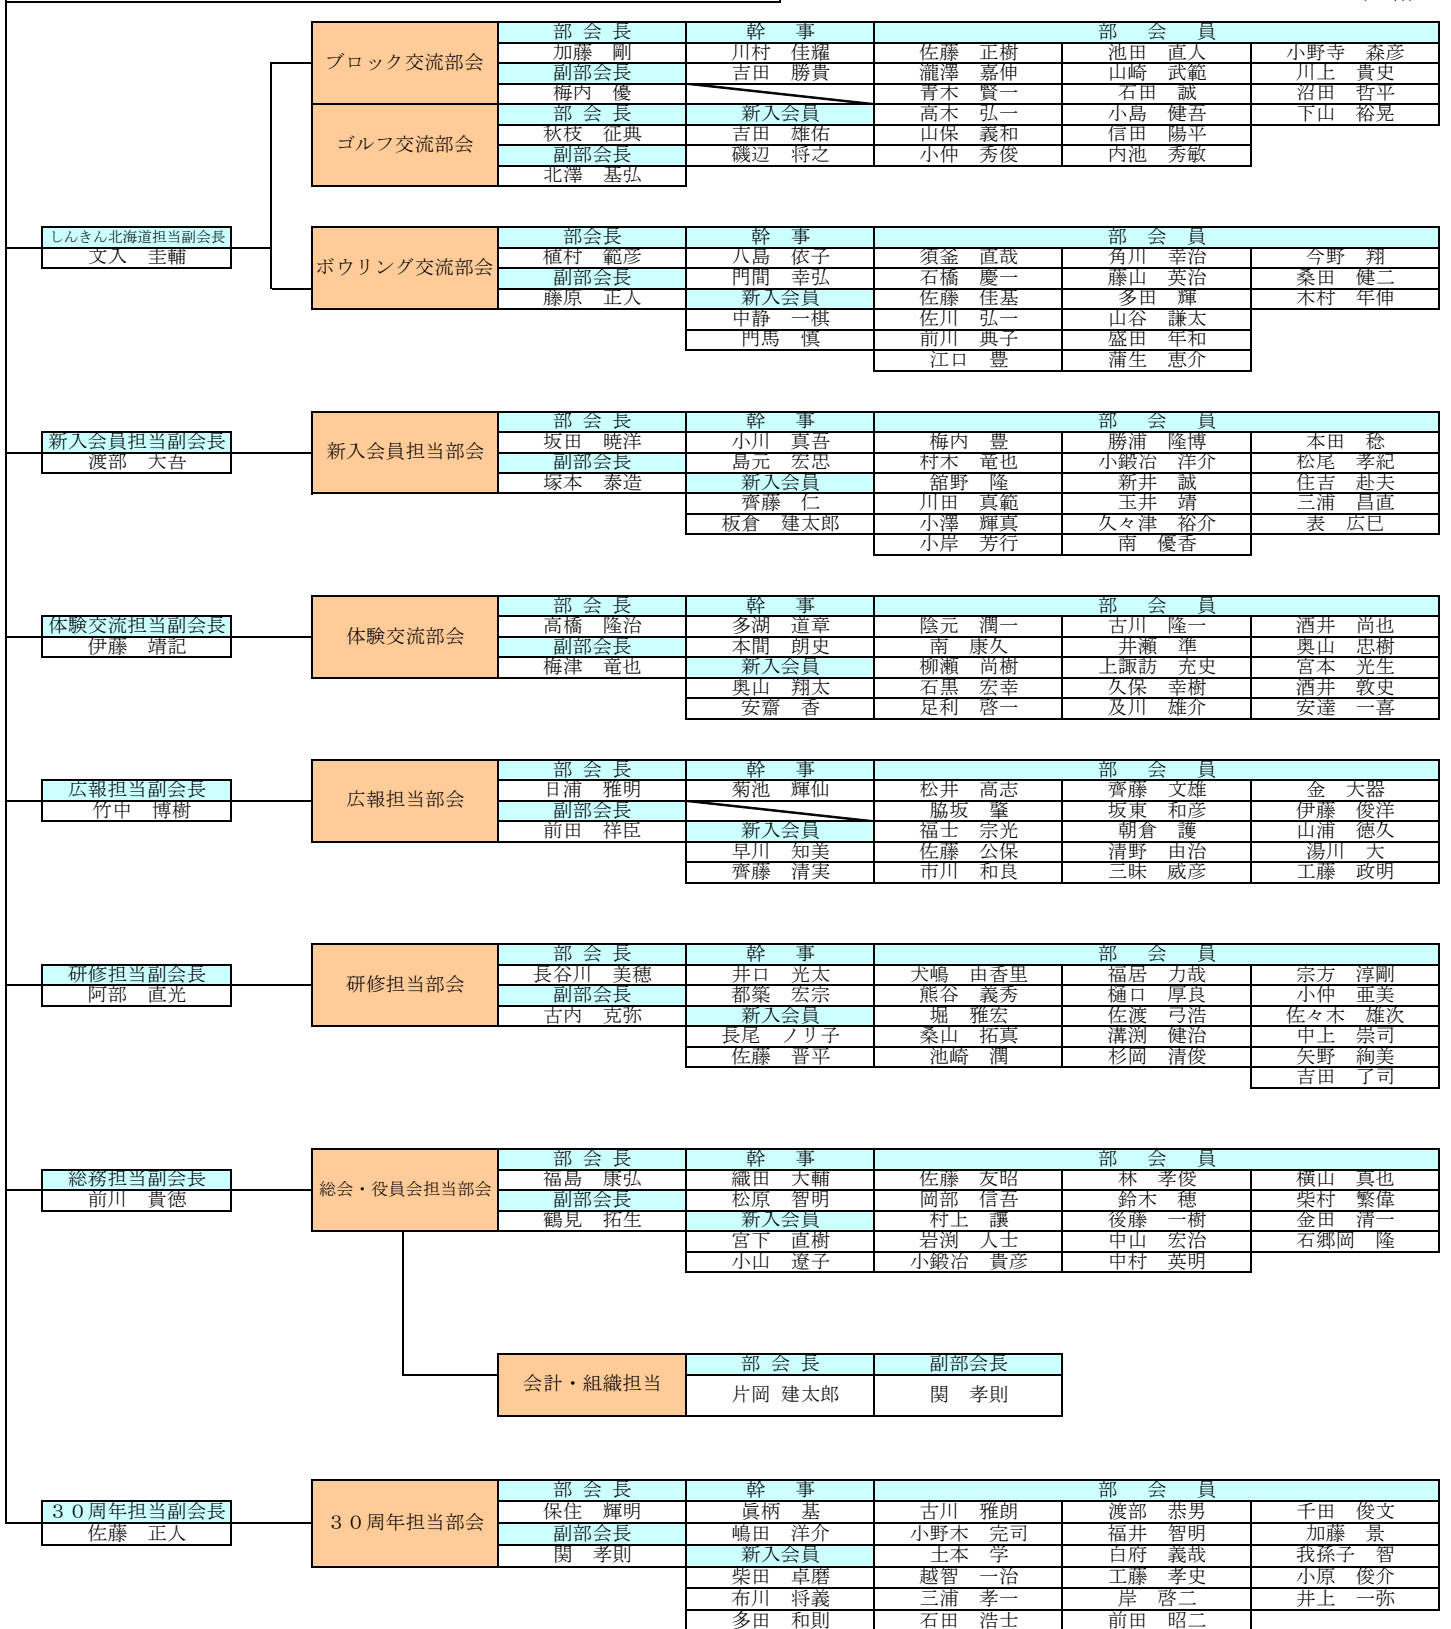 ブロック交流部会
部 会 長　幹　事　部　会　員
加藤　剛　川村　佳耀　佐藤　正樹　池田　直人　小野寺　森彦
副部会長　吉田　勝貴　瀧澤　嘉伸　山崎　武範　川上　貴史
梅内　優　青木　賢一　石田　誠　沼田　哲平
ゴルフ交流部会
部 会 長　新入会員　高木　弘一　小島　健吾　下山　裕晃
秋枝　征典　吉田　雄佑　山保　義和　信田　陽平
副部会長　磯辺　将之　小仲　秀俊　内池　秀敏
北澤　基弘
しんきん北海道担当副会長
文入　圭輔
ボウリング交流部会
部会長　幹　事　部　会　員
植村　範彦　八島　依子　須釜　直哉　角川　幸治　今野　翔
副部会長　門間　幸弘　石橋　慶一　藤山　英治　桑田　健二
藤原　正人　新入会員　佐藤　佳基　多田　輝　木村　年伸
中静　一棋　佐川　弘一　山谷　謙太
門馬　慎　前川　典子　盛田　年和
江口　豊　蒲生　恵介
新入会員担当副会長
渡部　大吾
新入会員担当部会
部 会 長　幹　事　部　会　員
坂田　暁洋　小川　真吾　梅内　豊　勝浦　隆博　本田　稔
副部会長　島元　宏忠　村木　竜也　小鍛治　洋介　松尾　孝紀
塚本　泰造　新入会員　舘野　隆　新井　誠　住吉　赴夫
齊藤　仁　川田　真範　玉井　靖　三浦　昌直
板倉　建太郎　小澤　輝真　久々津　裕介　表　広巳
小岸　芳行　南　優香
体験交流担当副会長
伊藤　靖記
体験交流部会
部 会 長　幹　事　部　会　員
高橋　隆治　多湖　道章　陰元　潤一　古川　隆一　酒井　尚也
副部会長　本間　朗史　南　康久　井瀬　準　奥山　忠樹
梅津　竜也　新入会員　柳瀬　尚樹　上諏訪　充史　宮本　光生
奥山　翔太　石黒　宏幸　久保　幸樹　酒井　敦史
安齋　香　足利　啓一　及川　雄介　安達　一喜
広報担当副会長
竹中　博樹
広報担当部会
部 会 長　幹　事　部　会　員
日浦　雅明　菊池　輝仙　松井　高志　齊藤　文雄　金　大器
副部会長　脇坂　肇　坂東　和彦　伊藤　俊洋
前田　祥臣　新入会員　福士　宗光　朝倉　護　山浦　徳久
早川　知美　佐藤　公保　清野　由治　湯川　大
齊藤　清実　市川　和良　三昧　威彦　工藤　政明
研修担当副会長
阿部　直光
研修担当部会
部 会 長　幹　事　部　会　員
長谷川　美穂　井口　光太　犬嶋　由香里　福居　力哉　宗方　淳剛
副部会長　都築　宏宗　熊谷　義秀　樋口　厚良　小仲　亜美
古内　克弥　新入会員　堀　雅宏　佐渡　弓浩　佐々木　雄次
長尾　ノリ子　桑山　拓真　溝渕　健治　中上　崇司
佐藤　晋平　池崎　潤　杉岡　清俊　矢野　絢美
吉田　了司
総務担当副会長
前川　貴徳
総会・役員会担当部会
部 会 長　幹　事　部　会　員
福島　康弘　織田　大輔　佐藤　友昭　林　孝俊　横山　真也
副部会長　松原　智明　岡部　信吾　鈴木　穂　柴村　繁偉
鶴見　拓生　新入会員　村上　讓　後藤　一樹　金田　清一
宮下　直樹　岩渕　人士　中山　宏治　石郷岡　隆
小山　遼子　小鍛冶　貴彦　中村　英明
会計・組織担当
部 会 長　副部会長
片岡 建太郎　関　孝則
３０周年担当副会長
佐藤　正人
３０周年担当部会
部 会 長　幹　事　部　会　員
保住　輝明　眞柄　基　古川　雅朗　渡部　恭男　千田　俊文
副部会長　嶋田　洋介　小野木　完司　福井　智明　加藤　景
関　孝則　新入会員　土本　学　白府　義哉　我孫子　智
柴田　卓磨　越智　一治　工藤　孝史　小原　俊介
布川　将義　三浦　孝一　岸　啓二　井上　一弥
多田　和則　石田　浩士　前田　昭二